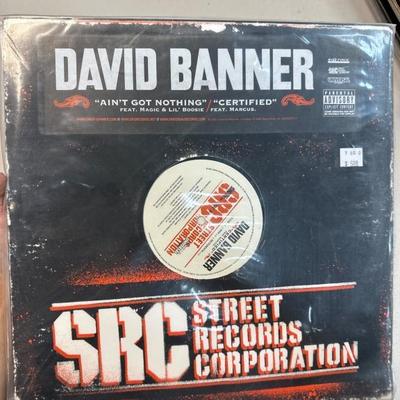 DAVID BANNER
"AIN'T GOT NOTHING" / "CERTIFIED"
FEAT. MAGIC & LIL' BOOSIE FEAT. MARCUS.
PARENTAL
ADVISORY
EXPLICIT CONTENT
SRC
STREET
RECORDS
CORPORATION
DAVID BANNER
SRC
STREET
RECORDS
CORPORATION